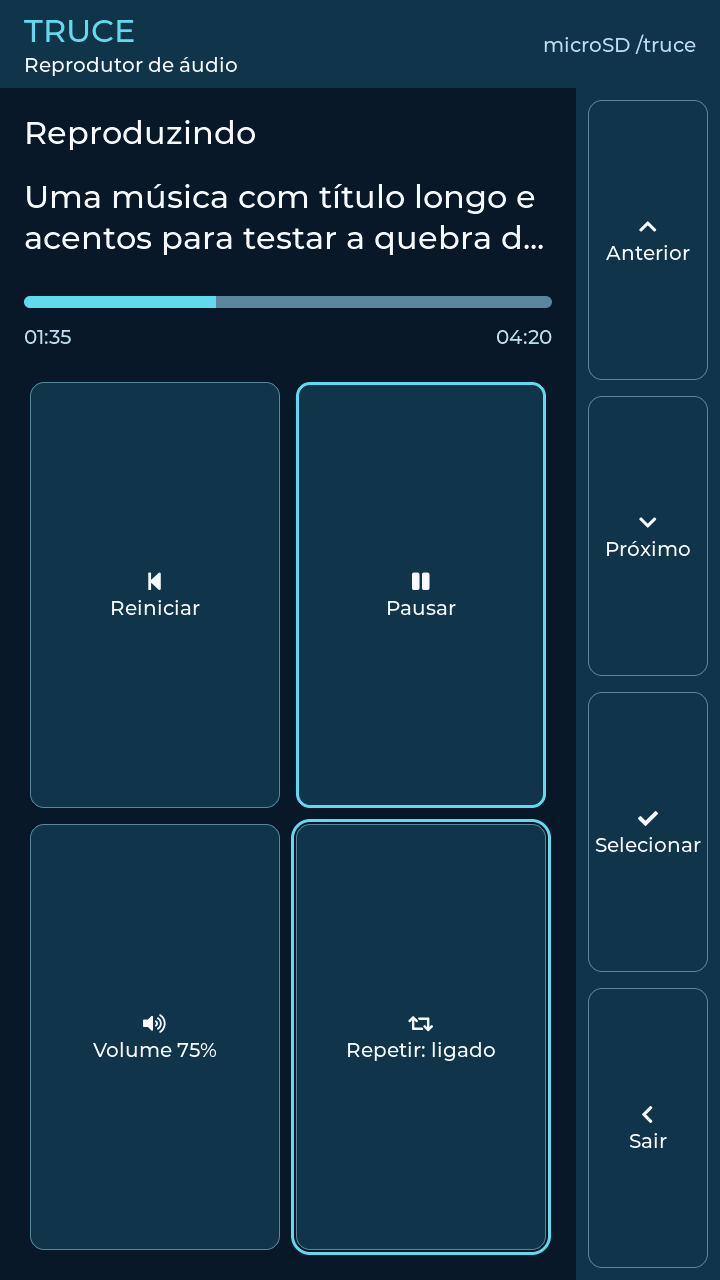 TRUCE
Reprodutor de áudio
microSD /truce
Reproduzindo
Uma música com título longo e
acentos para testar a quebra d...
01:35
04:20
Reiniciar
Pausar
Volume 75%
Repetir: ligado
Anterior
Próximo
Selecionar
Sair